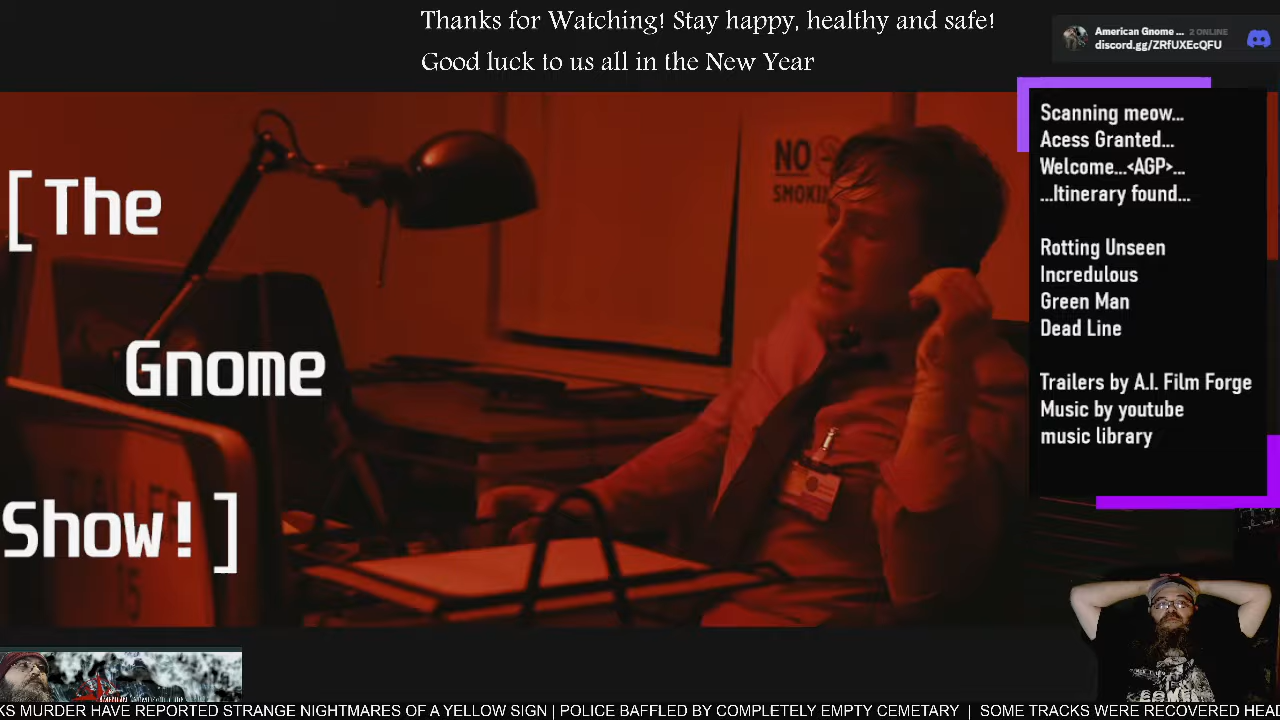 Thanks for Watching! Stay happy, healthy and safe!
Good luck to us all in the New Year
American Gnome ... 2 ONLINE
discord.gg/ZRfUXEcQFU
[The
Gnome
Show!]
NO
SMOKIN
Scanning meow...
Acess Granted...
Welcome...<AGP>...
...Itinerary found...
Rotting Unseen
Incredulous
Green Man
Dead Line
Trailers by A.I. Film Forge
Music by youtube
music library
KS MURDER HAVE REPORTED STRANGE NIGHTMARES OF A YELLOW SIGN | POLICE BAFFLED BY COMPLETELY EMPTY CEMETARY | SOME TRACKS WERE RECOVERED HEAD